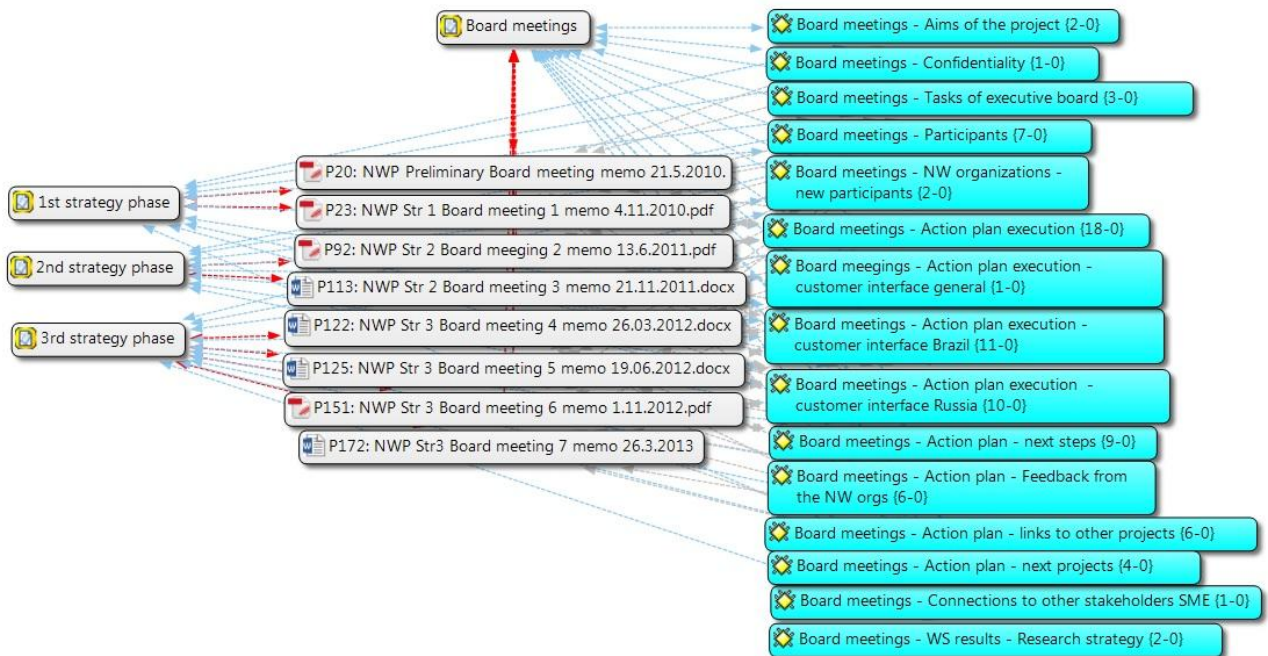 Board meetings
1st strategy phase
2nd strategy phase
3rd strategy phase
P20: NWP Preliminary Board meeting memo 21.5.2010.
P23: NWP Str 1 Board meeting 1 memo 4.11.2010.pdf
P92: NWP Str 2 Board meeging 2 memo 13.6.2011.pdf
P113: NWP Str 2 Board meeting 3 memo 21.11.2011.docx
P122: NWP Str 3 Board meeting 4 memo 26.03.2012.docx
P125: NWP Str 3 Board meeting 5 memo 19.06.2012.docx
P151: NWP Str 3 Board meeting 6 memo 1.11.2012.pdf
P172: NWP Str3 Board meeting 7 memo 26.3.2013
Board meetings - Aims of the project {2-0}
Board meetings - Confidentiality {1-0}
Board meetings - Tasks of executive board {3-0}
Board meetings - Participants {7-0}
Board meetings - NW organizations -
new participants {2-0}
Board meetings - Action plan execution {18-0}
Board meegings - Action plan execution -
customer interface general {1-0}
Board meetings - Action plan execution -
customer interface Brazil {11-0}
Board meetings - Action plan execution -
customer interface Russia {10-0}
Board meetings - Action plan - next steps {9-0}
Board meetings - Action plan - Feedback from
the NW orgs {6-0}
Board meetings - Action plan - links to other projects {6-0}
Board meetings - Action plan - next projects {4-0}
Board meetings - Connections to other stakeholders SME {1-0}
Board meetings - WS results - Research strategy {2-0}